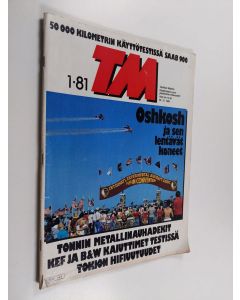 50 000 KILOMETRIN KÄYTTÖTESTISSÄ SAAB 900
1·81
TM
Oshkosh
ja sen
lentävät
koneet
TONNIN METALLINAUHADEKIT
KEF JA B&W KAIUTTIMET TESTISSÄ
TOKION HIFIUUTUUDET